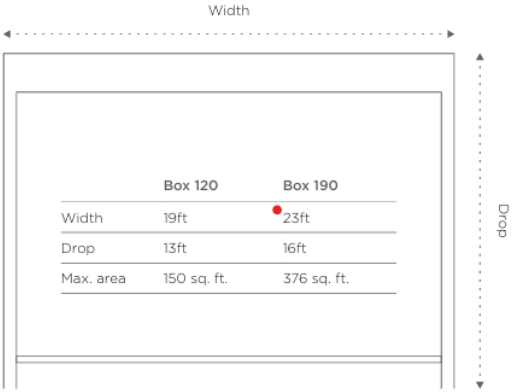 Width
Box 120 Box 190
Width 19ft 23ft
Drop 13ft 16ft
Max. area 150 sq. ft. 376 sq. ft.
Drop